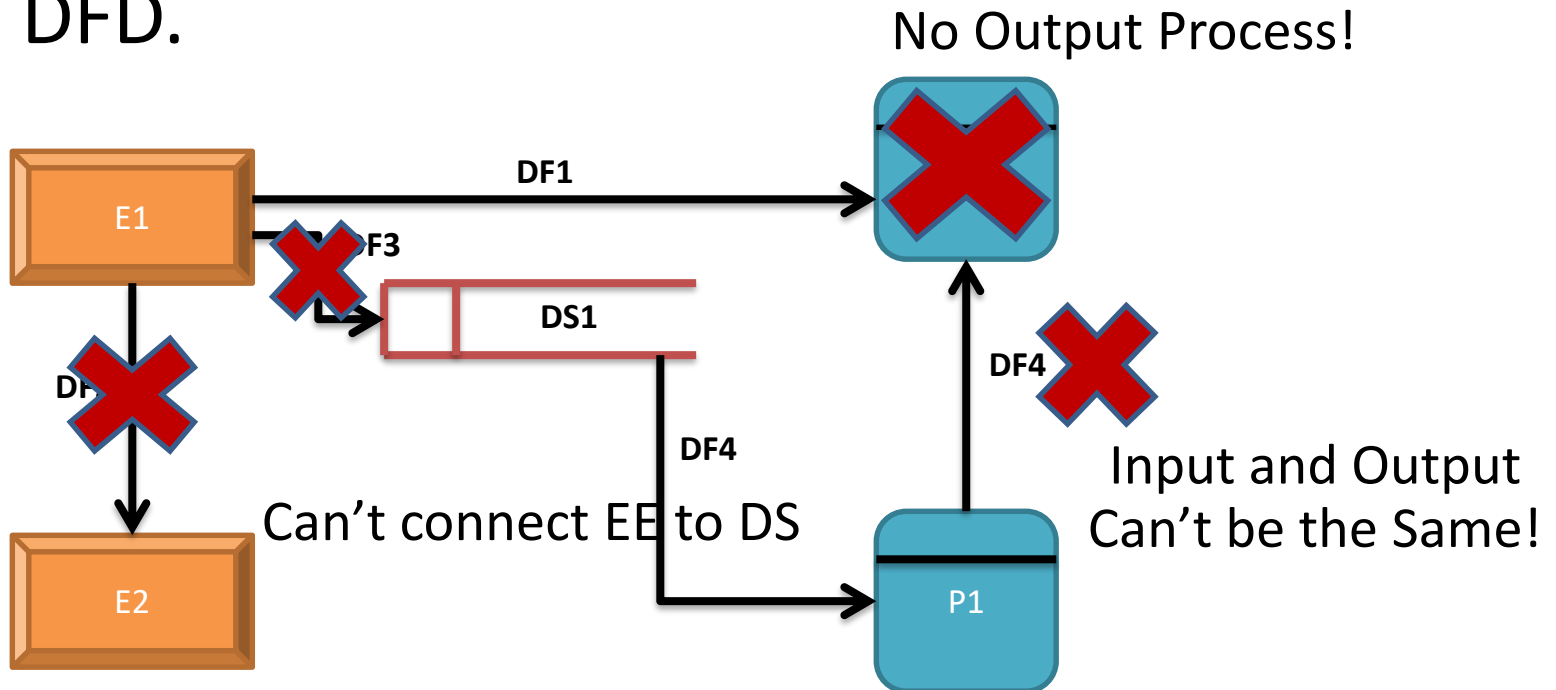 DFD.
No Output Process!
DF1
E1
DS1
DF4
DF4
Input and Output
Can't be the Same!
Can't connect EE to DS
E2
P1